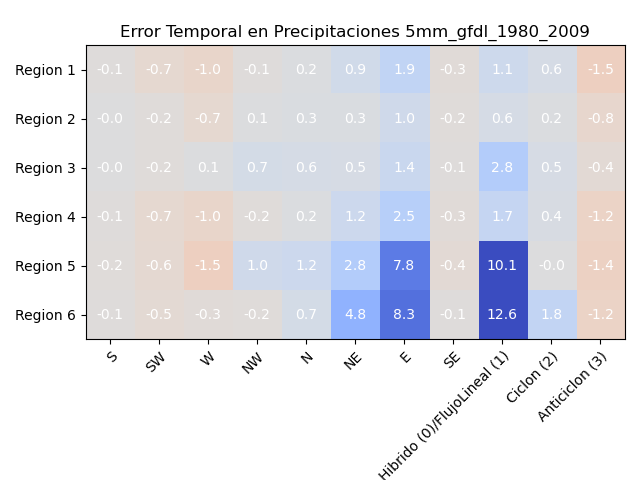 Error Temporal en Precipitaciones 5mm_gfdl_1980_2009
Region 1 -0.1 -0.7 -1.0 -0.1 0.2 0.9 1.9 -0.3 1.1 0.6 -1.5
Region 2 -0.0 -0.2 -0.7 0.1 0.3 0.3 1.0 -0.2 0.6 0.2 -0.8
Region 3 -0.0 -0.2 0.1 0.7 0.6 0.5 1.4 -0.1 2.8 0.5 -0.4
Region 4 -0.1 -0.7 -1.0 -0.2 0.2 1.2 2.5 -0.3 1.7 0.4 -1.2
Region 5 -0.2 -0.6 -1.5 1.0 1.2 2.8 7.8 -0.4 10.1 -0.0 -1.4
Region 6 -0.1 -0.5 -0.3 -0.2 0.7 4.8 8.3 -0.1 12.6 1.8 -1.2
S SW W NW N NE E SE Hibrido (0)/FlujoLineal (1) Ciclon (2) Anticiclon (3)